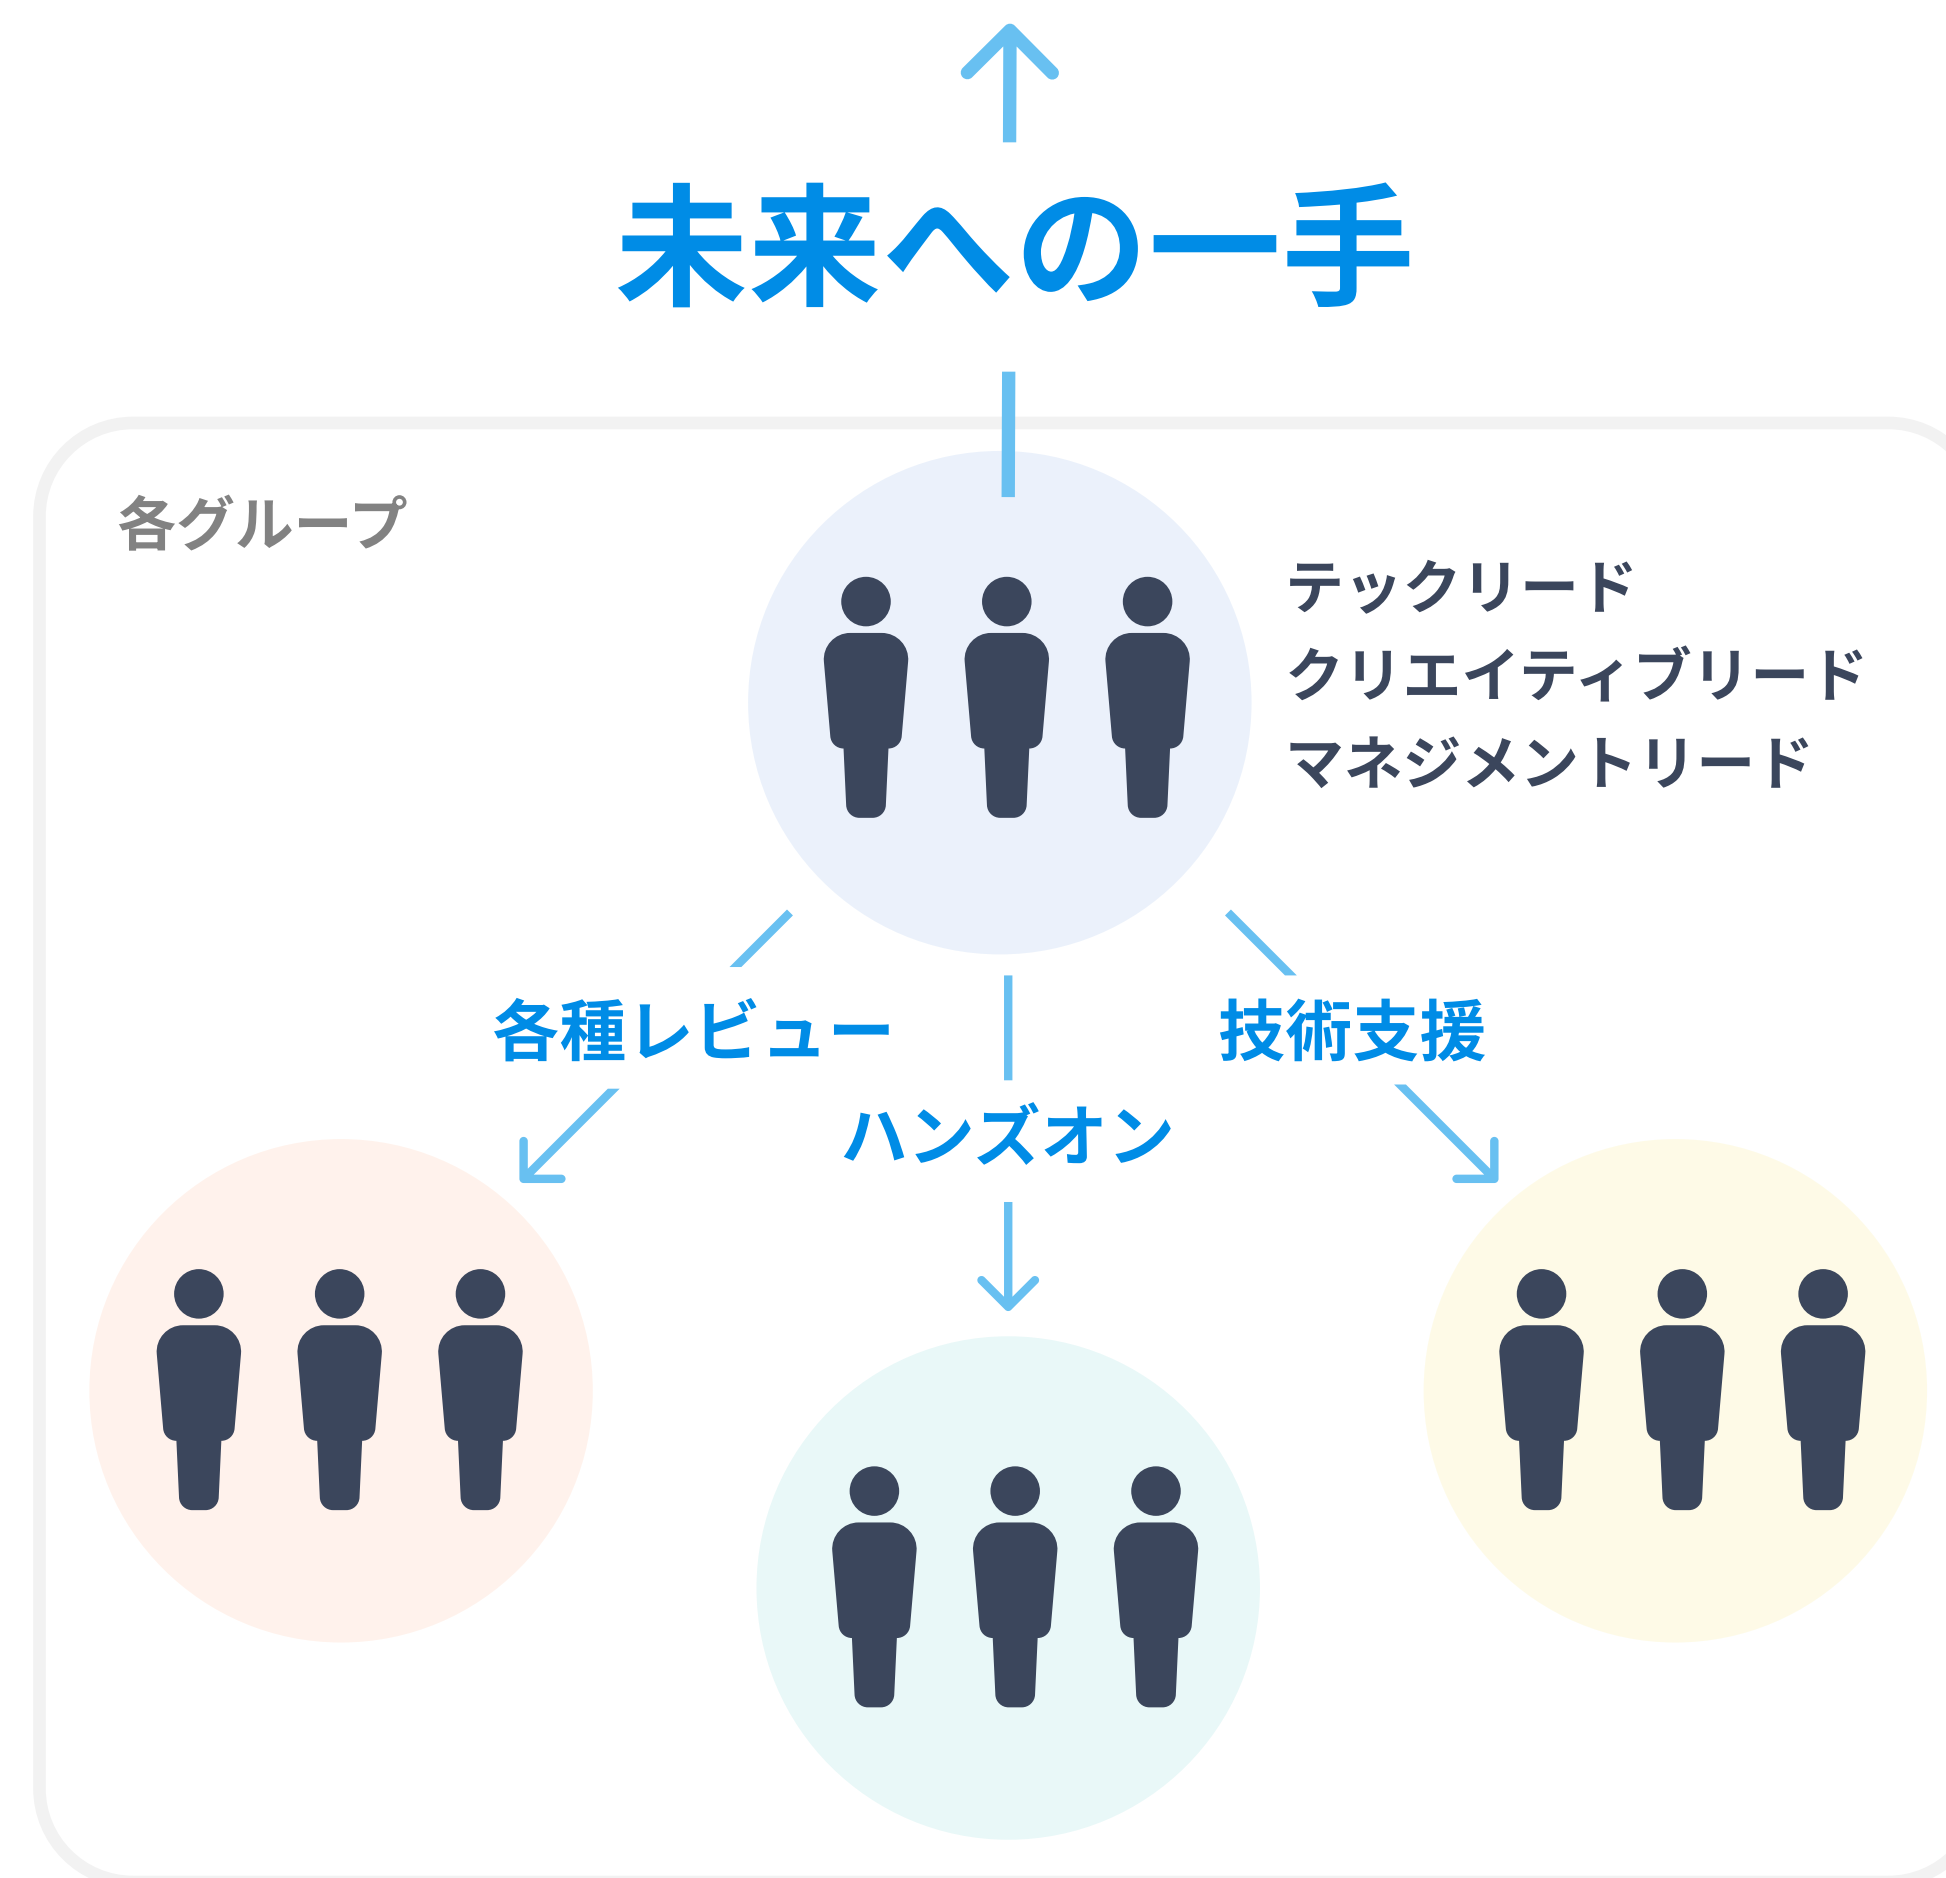 未来への一手
各グループ
テックリード
クリエイティブリード
マネジメントリード
各種レビュー
技術支援
ハンズオン